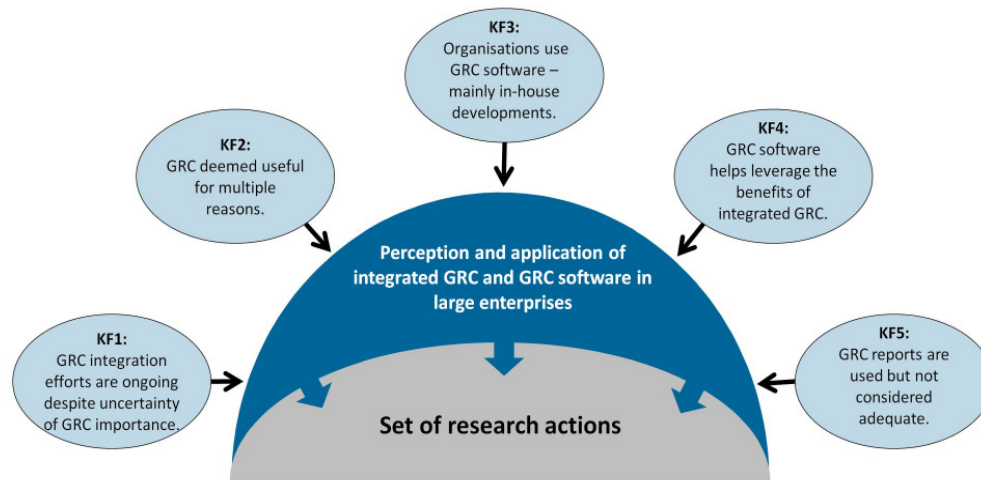 KF3:
Organisations use
GRC software –
mainly in-house
developments.
KF2:
GRC deemed useful
for multiple
reasons.
KF4:
GRC software
helps leverage the
benefits of
integrated GRC.
Perception and application of
integrated GRC and GRC software in
large enterprises
KF1:
GRC integration
efforts are ongoing
despite uncertainty
of GRC importance.
KF5:
GRC reports are
used but not
considered
adequate.
Set of research actions